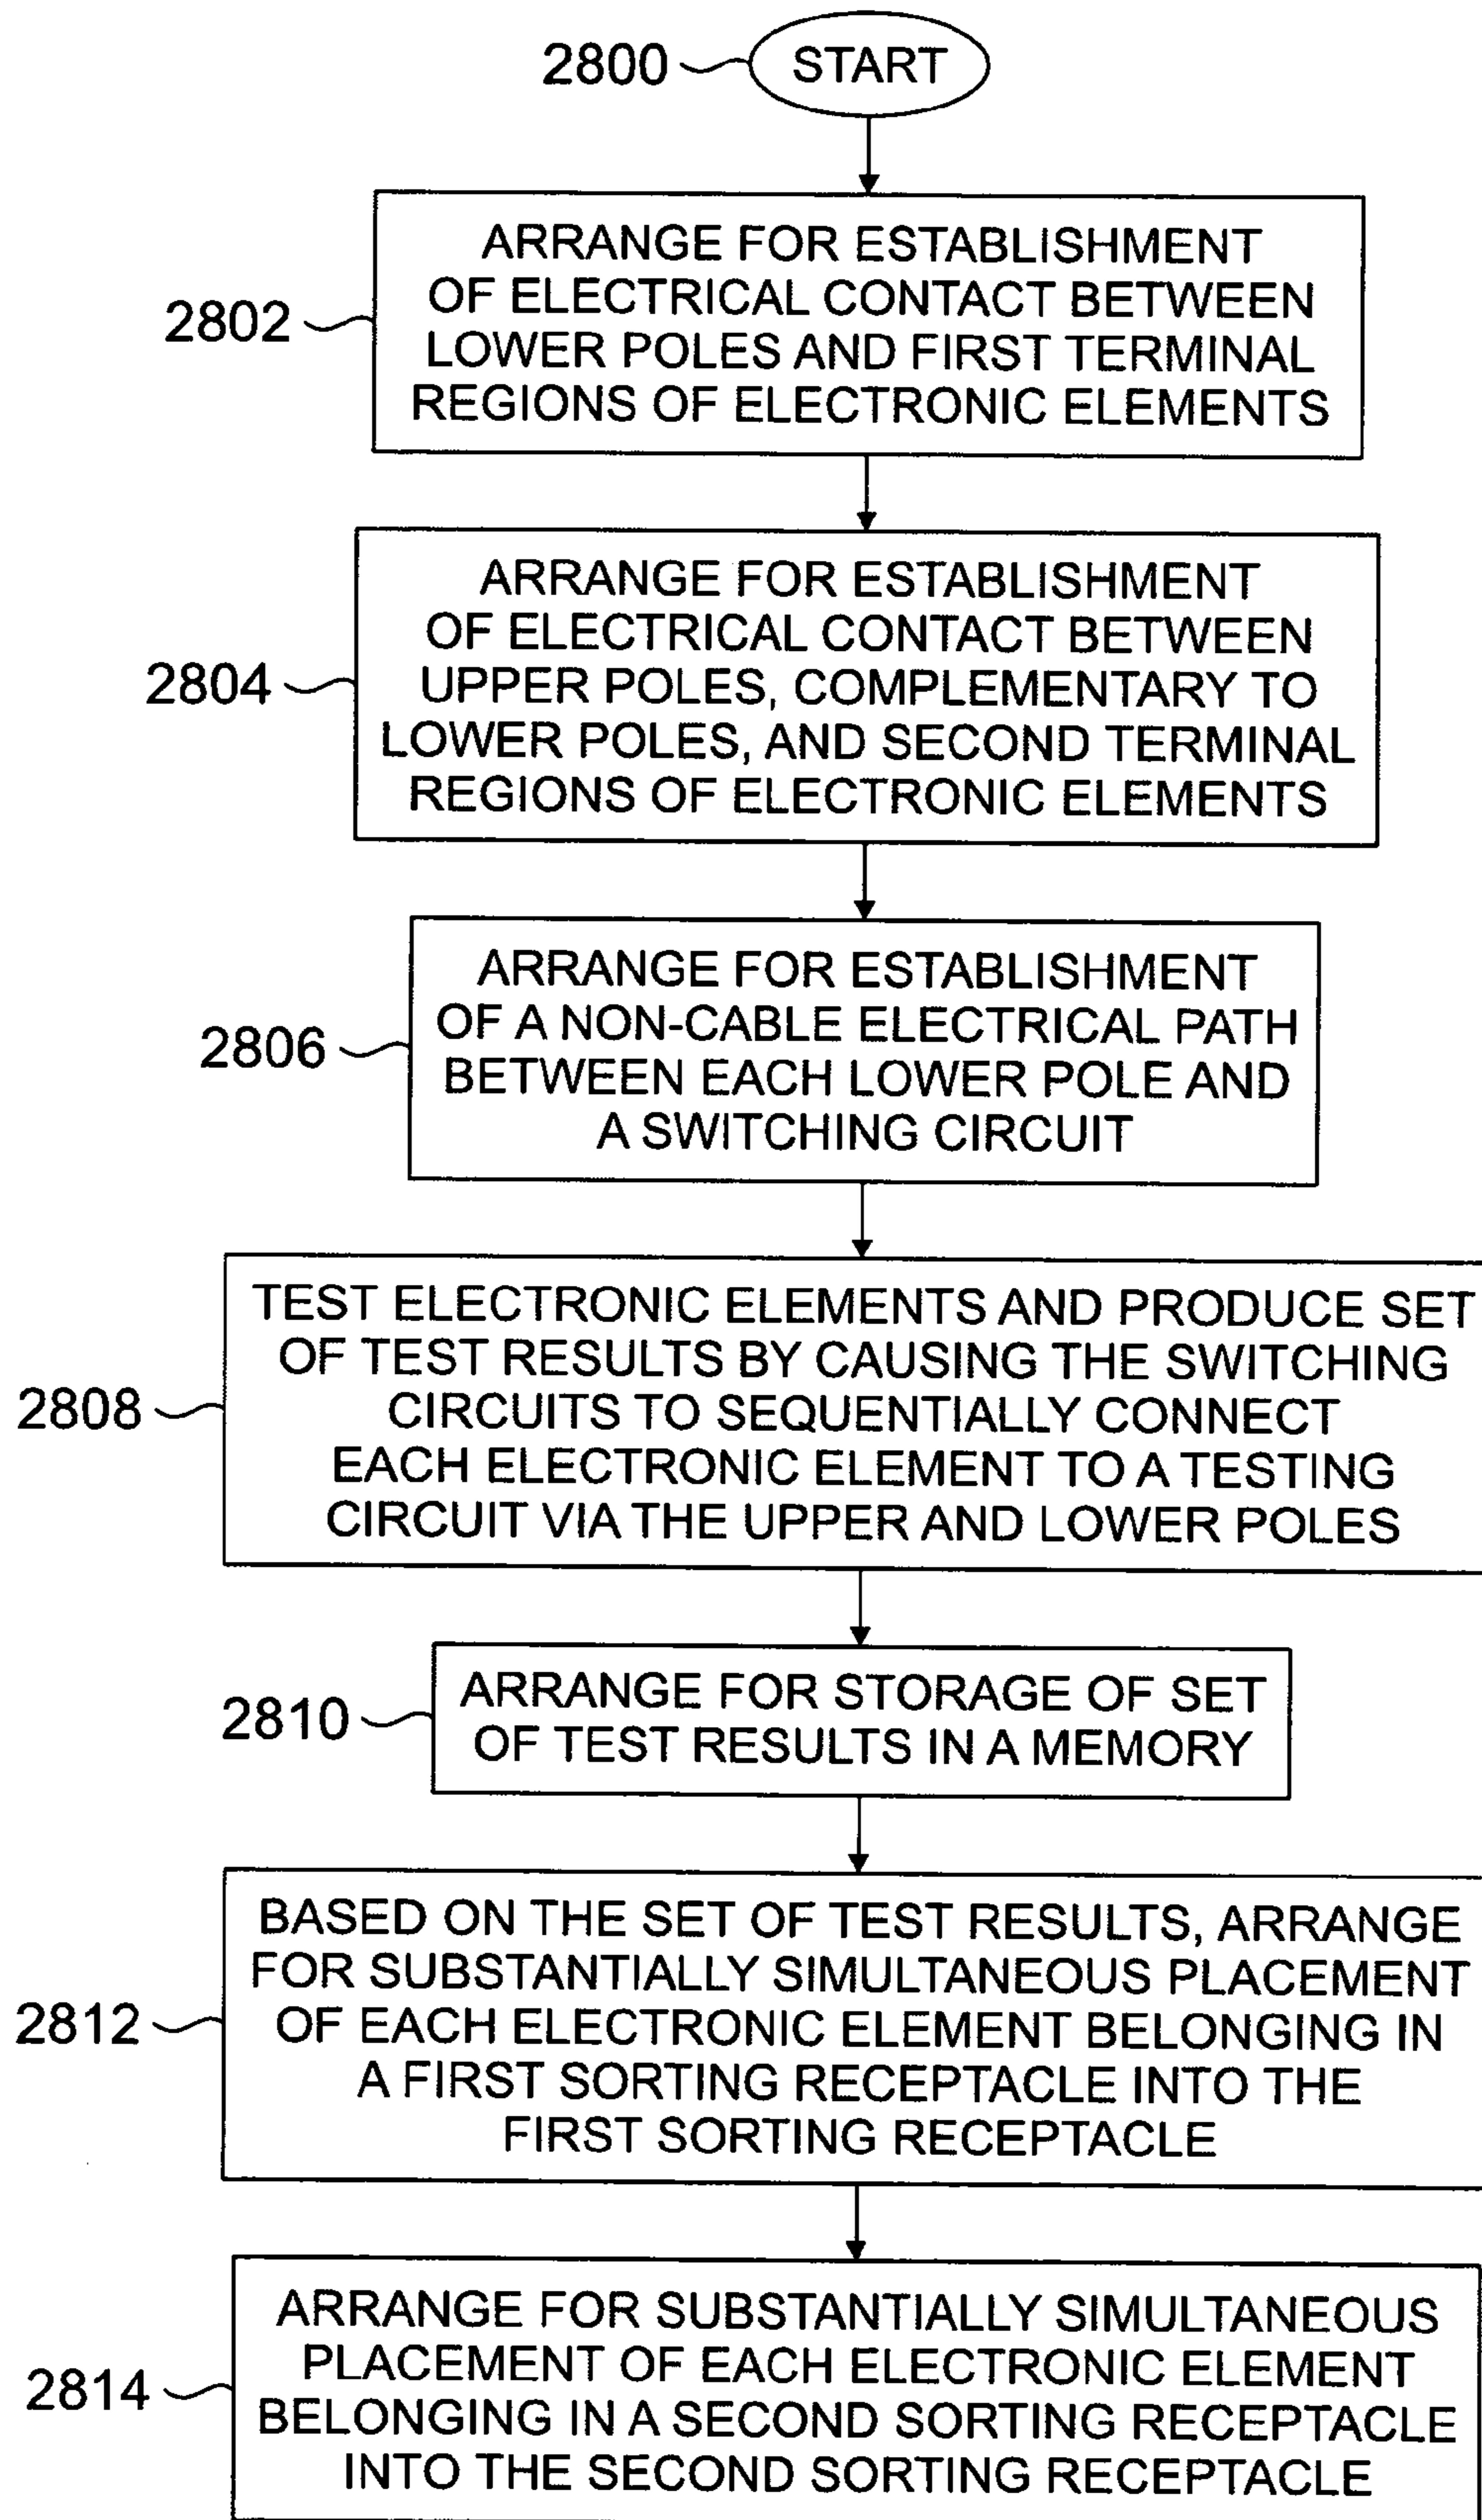 2800
START
2802
ARRANGE FOR ESTABLISHMENT
OF ELECTRICAL CONTACT BETWEEN
LOWER POLES AND FIRST TERMINAL
REGIONS OF ELECTRONIC ELEMENTS
2804
ARRANGE FOR ESTABLISHMENT
OF ELECTRICAL CONTACT BETWEEN
UPPER POLES, COMPLEMENTARY TO
LOWER POLES, AND SECOND TERMINAL
REGIONS OF ELECTRONIC ELEMENTS
2806
ARRANGE FOR ESTABLISHMENT
OF A NON-CABLE ELECTRICAL PATH
BETWEEN EACH LOWER POLE AND
A SWITCHING CIRCUIT
2808
TEST ELECTRONIC ELEMENTS AND PRODUCE SET
OF TEST RESULTS BY CAUSING THE SWITCHING
CIRCUITS TO SEQUENTIALLY CONNECT
EACH ELECTRONIC ELEMENT TO A TESTING
CIRCUIT VIA THE UPPER AND LOWER POLES
2810
ARRANGE FOR STORAGE OF SET
OF TEST RESULTS IN A MEMORY
2812
BASED ON THE SET OF TEST RESULTS, ARRANGE
FOR SUBSTANTIALLY SIMULTANEOUS PLACEMENT
OF EACH ELECTRONIC ELEMENT BELONGING IN
A FIRST SORTING RECEPTACLE INTO THE
FIRST SORTING RECEPTACLE
2814
ARRANGE FOR SUBSTANTIALLY SIMULTANEOUS
PLACEMENT OF EACH ELECTRONIC ELEMENT
BELONGING IN A SECOND SORTING RECEPTACLE
INTO THE SECOND SORTING RECEPTACLE